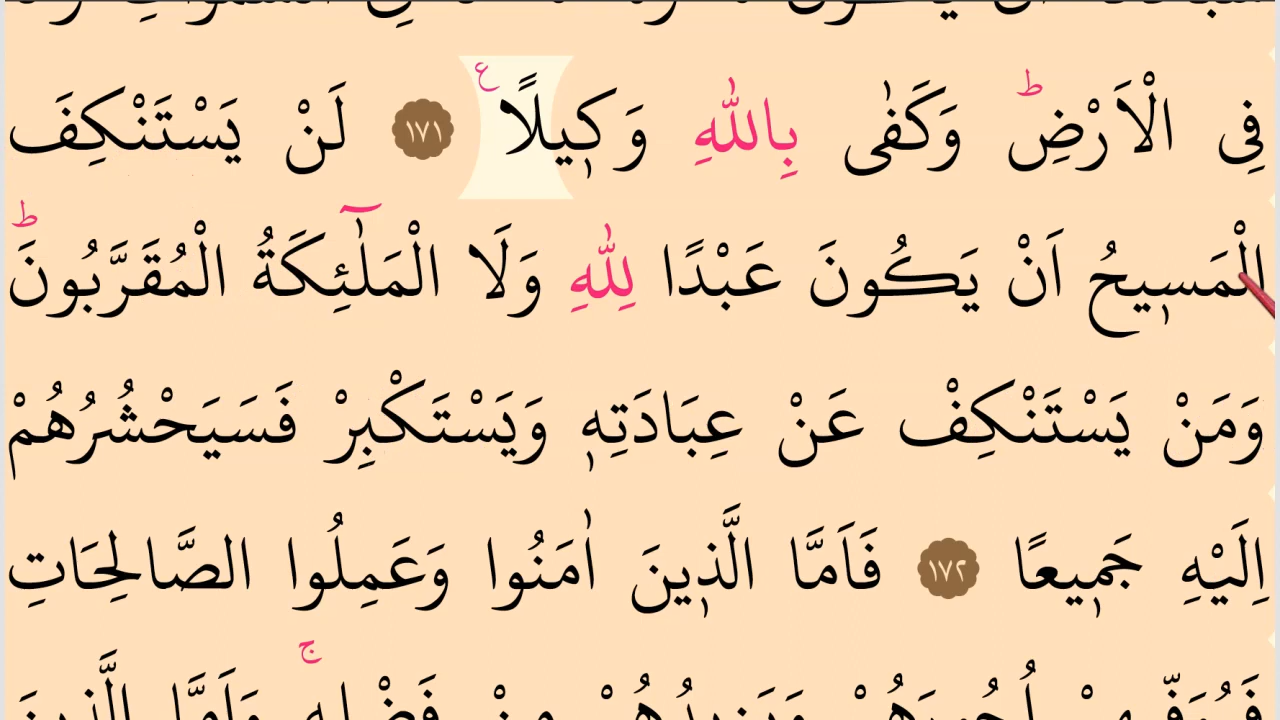 فِى الْاَرْضِۜ وَكَفٰى بِاللّٰهِ وَك۪يلًا ع ١٧١ لَنْ يَسْتَنْكِفَ
الْمَس۪يحُ اَنْ يَكُونَ عَبْدًا لِلّٰهِ وَلَا الْمَلٰٓئِكَةُ الْمُقَرَّبُونَ ط
وَمَنْ يَسْتَنْكِفْ عَنْ عِبَادَتِه۪ وَيَسْتَكْبِرْ فَسَيَحْشُرُهُمْ
اِلَيْهِ جَم۪يعًا ١٧٢ فَاَمَّا الَّذ۪ينَ اٰمَنُوا وَعَمِلُوا الصَّالِحَاتِ